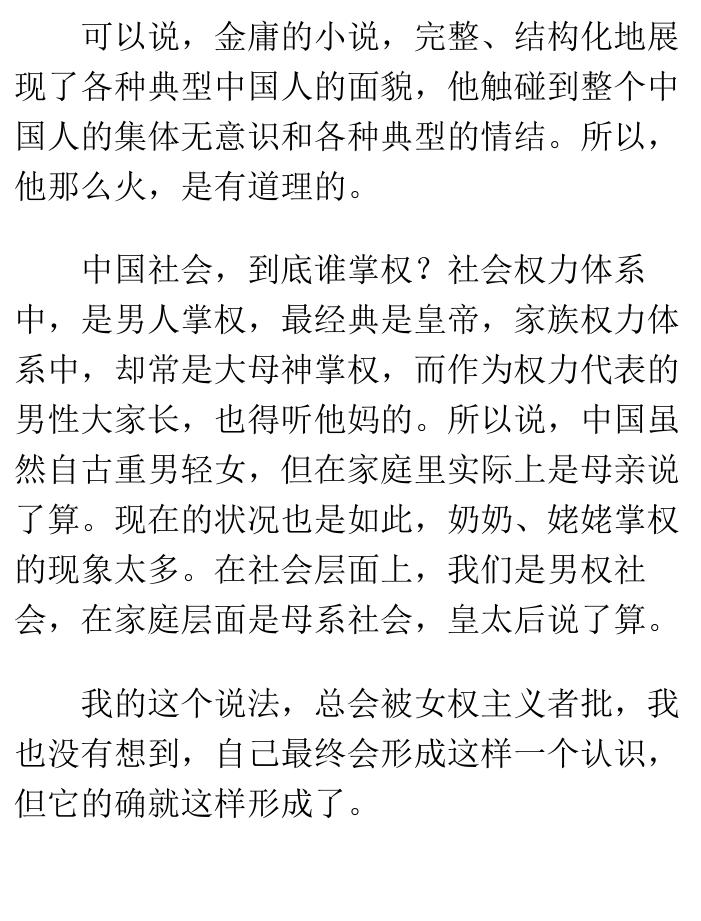 可以说，金庸的小说，完整、结构化地展
现了各种典型中国人的面貌，他触碰到整个中
国人的集体无意识和各种典型的情结。所以，
他那么火，是有道理的。
中国社会，到底谁掌权？社会权力体系
中，是男人掌权，最经典是皇帝，家族权力体
系中，却常是大母神掌权，而作为权力代表的
男性大家长，也得听他妈的。所以说，中国虽
然自古重男轻女，但在家庭里实际上是母亲说
了算。现在的状况也是如此，奶奶、姥姥掌权
的现象太多。在社会层面上，我们是男权社
会，在家庭层面是母系社会，皇太后说了算。
我的这个说法，总会被女权主义者批，我
也没有想到，自己最终会形成这样一个认识，
但它的确就这样形成了。